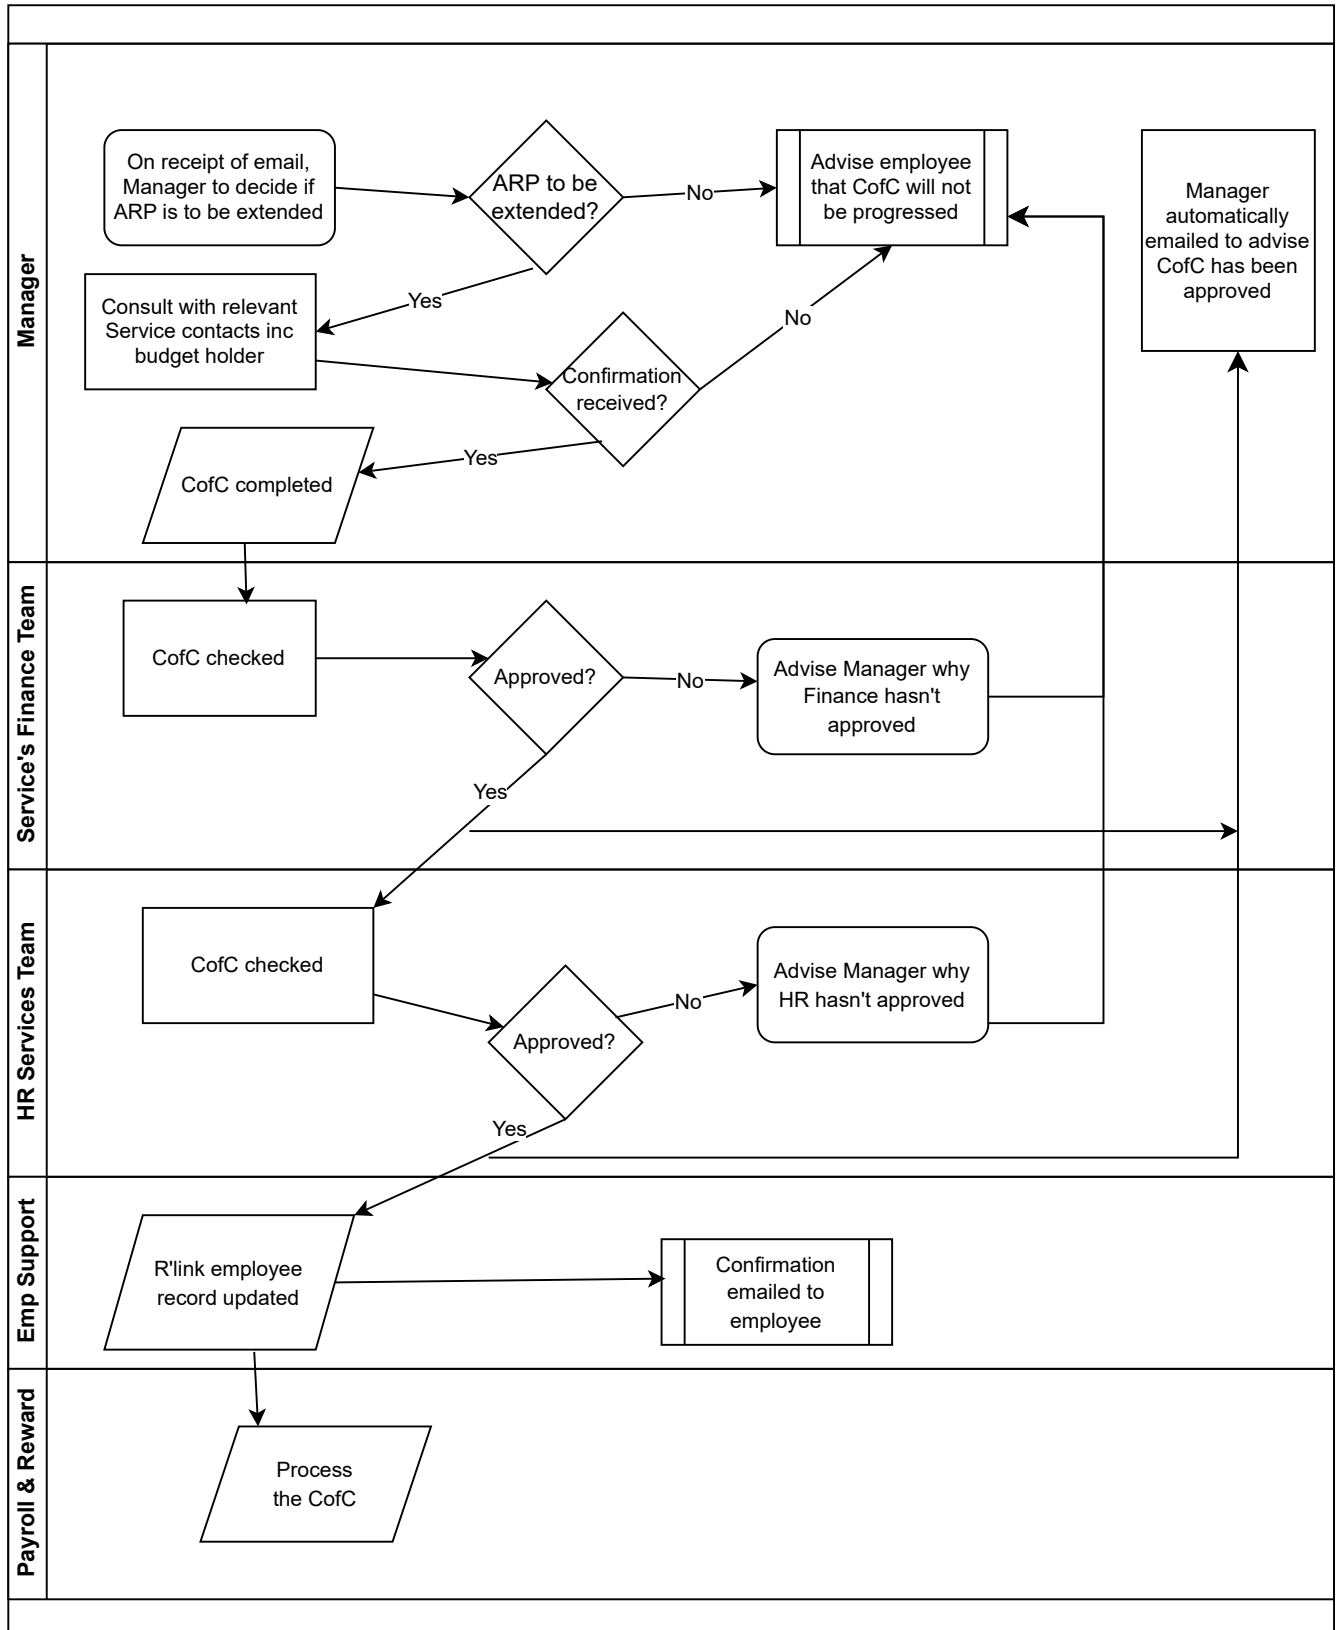 Manager
On receipt of email,
Manager to decide if
ARP is to be extended
ARP to be
extended?
No
Advise employee
that CofC will not
be progressed
Manager
automatically
emailed to advise
CofC has been
approved
Yes
Consult with relevant
Service contacts inc
budget holder
Confirmation
received?
No
Yes
CofC completed
Service's Finance Team
CofC checked
Approved?
No
Advise Manager why
Finance hasn't
approved
Yes
HR Services Team
CofC checked
Approved?
No
Advise Manager why
HR hasn't approved
Yes
Emp Support
R'link employee
record updated
Confirmation
emailed to
employee
Payroll & Reward
Process
the CofC